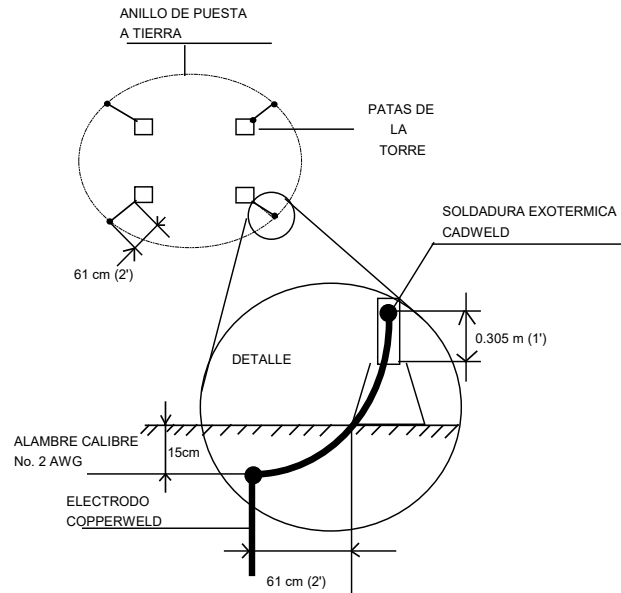 ANILLO DE PUESTA
A TIERRA
PATAS DE
LA
TORRE
SOLDADURA EXOTERMICA
CADWELD
61 cm (2')
0.305 m (1')
DETALLE
ALAMBRE CALIBRE
No. 2 AWG
15cm
ELECTRODO
COPPERWELD
61 cm (2')